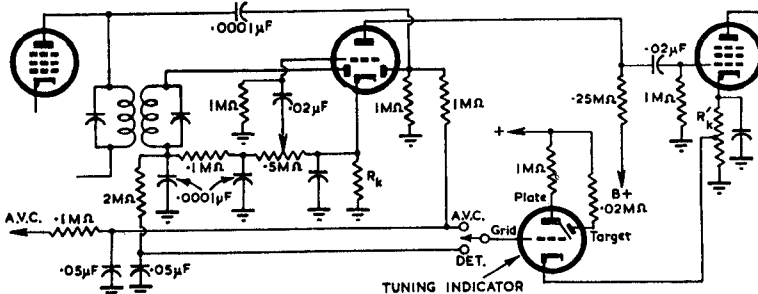 .0001µF
.02µF
1MΩ
.02µF
1MΩ
1MΩ
.25MΩ
1MΩ
R'k
.1MΩ
.5MΩ
Rk
+
1MΩ
2MΩ
.0001µF
Plate
B+
.02MΩ
A.V.C.
.1MΩ
A.V.C.
Grid
Target
DET.
.05µF
.05µF
TUNING INDICATOR